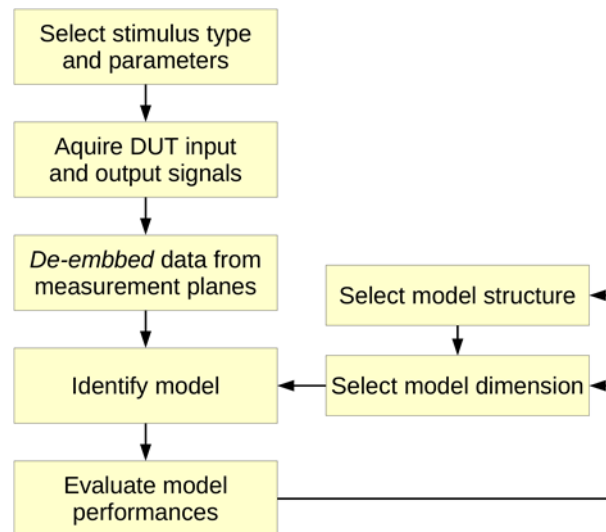 Select stimulus type
and parameters
Aquire DUT input
and output signals
De-embbed data from
measurement planes
Select model structure
Identify model
Select model dimension
Evaluate model
performances